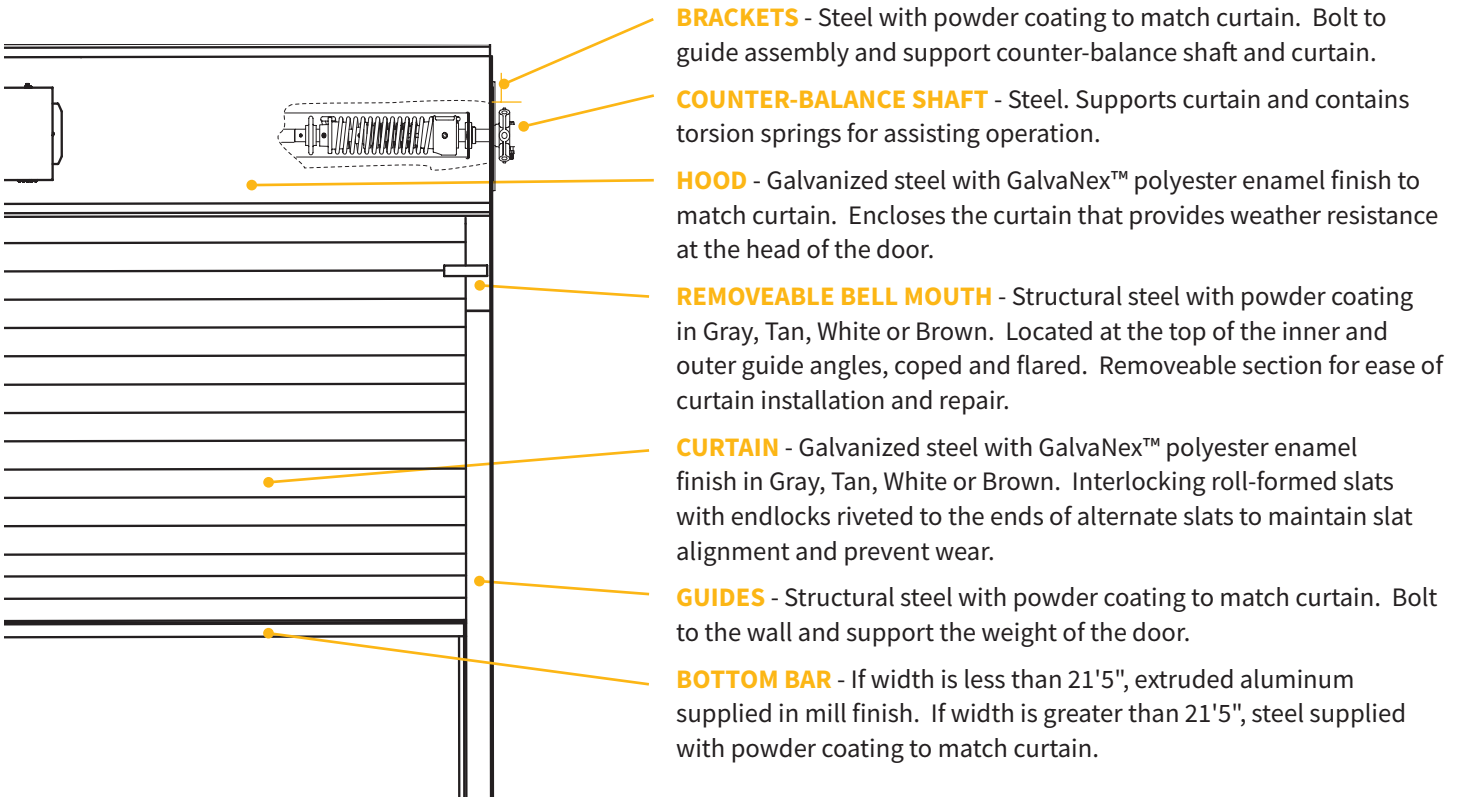 BRACKETS - Steel with powder coating to match curtain.  Bolt to
guide assembly and support counter-balance shaft and curtain.
COUNTER-BALANCE SHAFT - Steel. Supports curtain and contains
torsion springs for assisting operation.
HOOD - Galvanized steel with GalvaNex™ polyester enamel finish to
match curtain.  Encloses the curtain that provides weather resistance
at the head of the door.
REMOVEABLE BELL MOUTH - Structural steel with powder coating
in Gray, Tan, White or Brown.  Located at the top of the inner and
outer guide angles, coped and flared.  Removeable section for ease of
curtain installation and repair.
CURTAIN - Galvanized steel with GalvaNex™ polyester enamel
finish in Gray, Tan, White or Brown.  Interlocking roll-formed slats
with endlocks riveted to the ends of alternate slats to maintain slat
alignment and prevent wear.
GUIDES - Structural steel with powder coating to match curtain.  Bolt
to the wall and support the weight of the door.
BOTTOM BAR - If width is less than 21'5", extruded aluminum
supplied in mill finish.  If width is greater than 21'5", steel supplied
with powder coating to match curtain.